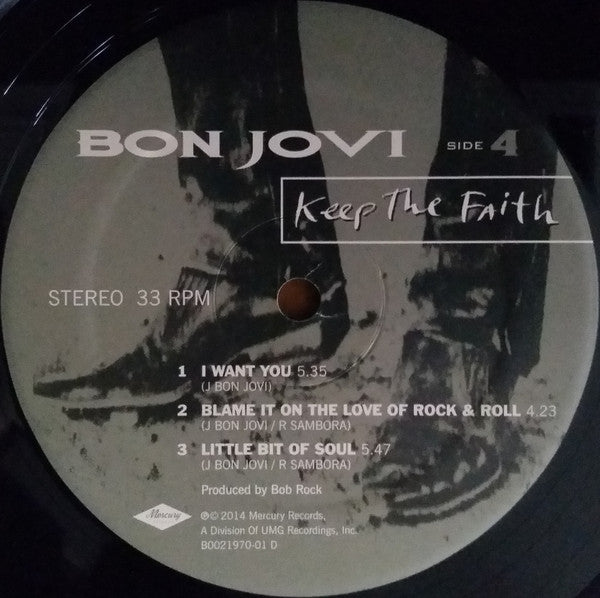 BON JOVI SIDE 4
Keep The Faith
STEREO 33 RPM
1 I WANT YOU 5.35
(J BON JOVI)
2 BLAME IT ON THE LOVE OF ROCK & ROLL 4.23
(J BON JOVI / R SAMBORA)
3 LITTLE BIT OF SOUL 5.47
(J BON JOVI / R SAMBORA)
Produced by Bob Rock
Mercury
℗© 2014 Mercury Records,
A Division Of UMG Recordings, Inc.
B0021970-01 D